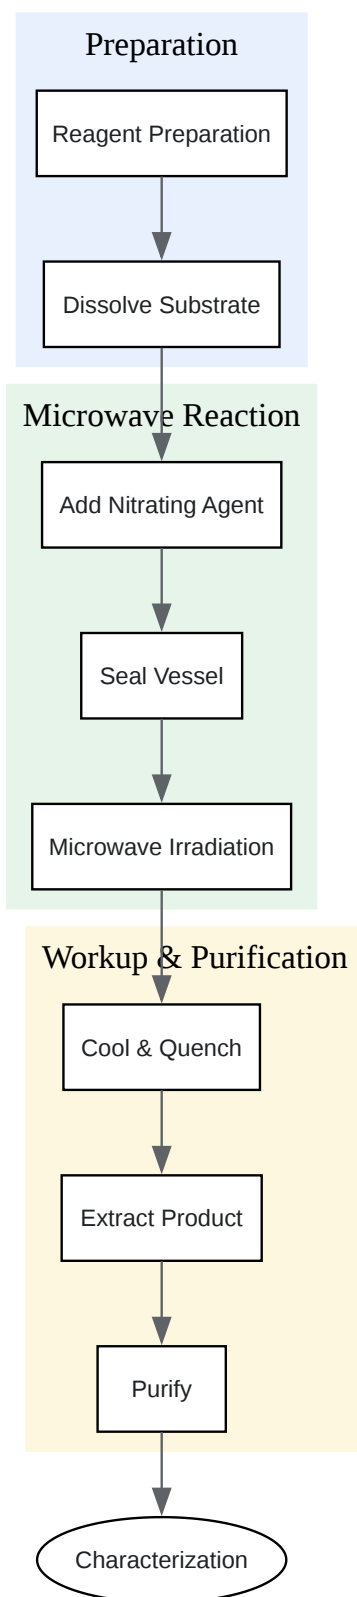 Preparation
Reagent Preparation
Dissolve Substrate
Microwave Reaction
Add Nitrating Agent
Seal Vessel
Microwave Irradiation
Workup & Purification
Cool & Quench
Extract Product
Purify
Characterization